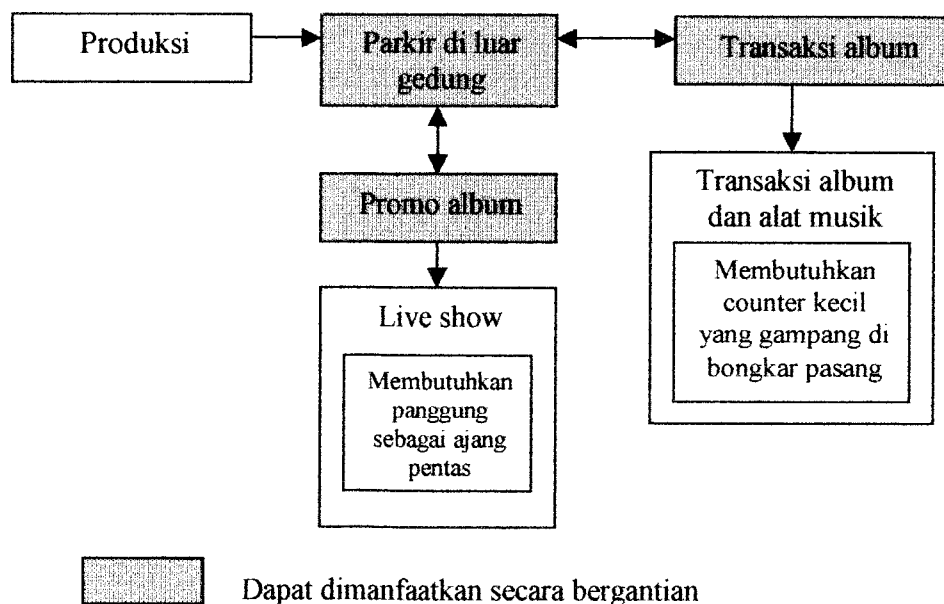 Produksi
Parkir di luar
gedung
Transaksi album
Promo album
Transaksi album
dan alat musik
Membutuhkan
counter kecil
yang gampang di
bongkar pasang
Live show
Membutuhkan
panggung
sebagai ajang
pentas
Dapat dimanfaatkan secara bergantian